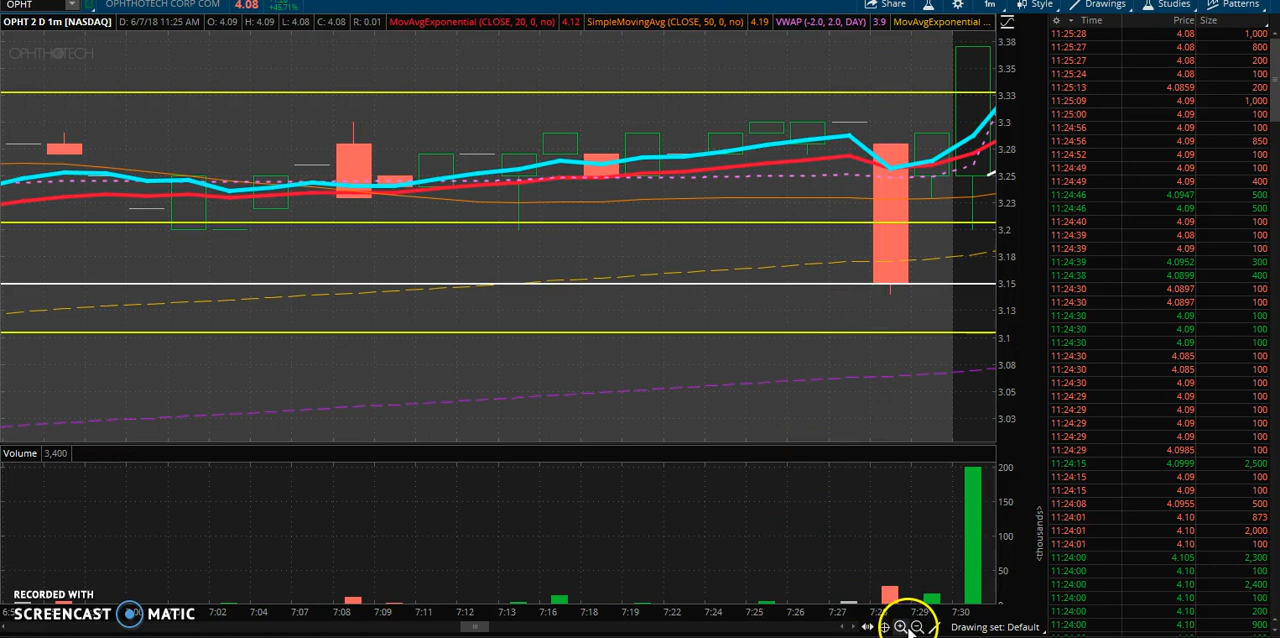 OPHT OPHTHOTECH CORP COM 4.08 +45.71% Share 1m Style Drawings Studies Patterns
OPHT 2 D 1m [NASDAQ] D: 6/7/18 11:25 AM O: 4.09 H: 4.09 L: 4.08 C: 4.08 R: 0.01 MovAvgExponential (CLOSE, 20, 0, no) 4.12 SimpleMovingAvg (CLOSE, 50, 0, no) 4.19 VWAP (-2.0, 2.0, DAY) 3.9 MovAvgExponential ...
OPHTHOTECH
3.38
3.35
3.33
3.3
3.28
3.25
3.23
3.2
3.18
3.15
3.13
3.1
3.08
3.05
3.03
Volume 3,400
200
150
100
50
<thousands>
7:02 7:04 7:07 7:08 7:09 7:11 7:12 7:13 7:18 7:19 7:22 7:24 7:25 7:26 7:27 7:29 7:30
RECORDED WITH
SCREENCAST MATIC
Drawing set: Default
Time Price Size
11:25:28 4.08 1,000
11:25:27 4.08 800
11:25:27 4.08 200
11:25:24 4.08 100
11:25:13 4.0859 200
11:25:09 4.09 1,000
11:25:00 4.09 100
11:24:56 4.09 100
11:24:56 4.09 850
11:24:52 4.09 100
11:24:49 4.09 100
11:24:49 4.09 400
11:24:46 4.0947 500
11:24:46 4.09 500
11:24:40 4.09 100
11:24:39 4.08 100
11:24:39 4.09 100
11:24:39 4.0952 300
11:24:38 4.0899 400
11:24:30 4.0897 100
11:24:30 4.0897 100
11:24:30 4.09 100
11:24:30 4.09 100
11:24:30 4.09 100
11:24:30 4.085 100
11:24:30 4.085 100
11:24:30 4.09 100
11:24:29 4.09 100
11:24:29 4.09 100
11:24:29 4.09 100
11:24:29 4.09 100
11:24:29 4.0985 100
11:24:15 4.0999 2,500
11:24:15 4.09 100
11:24:15 4.09 100
11:24:08 4.0955 500
11:24:01 4.10 873
11:24:01 4.10 2,000
11:24:01 4.10 100
11:24:00 4.105 2,300
11:24:00 4.10 100
11:24:00 4.10 2,400
11:24:00 4.10 100
11:24:00 4.10 200
11:24:00 4.10 900